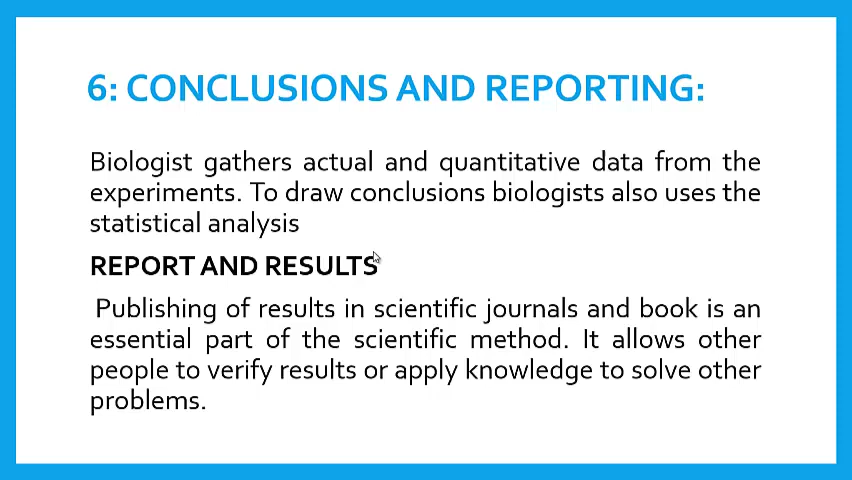 6: CONCLUSIONS AND REPORTING:
Biologist gathers actual and quantitative data from the
experiments. To draw conclusions biologists also uses the
statistical analysis
REPORT AND RESULTS
Publishing of results in scientific journals and book is an
essential part of the scientific method. It allows other
people to verify results or apply knowledge to solve other
problems.